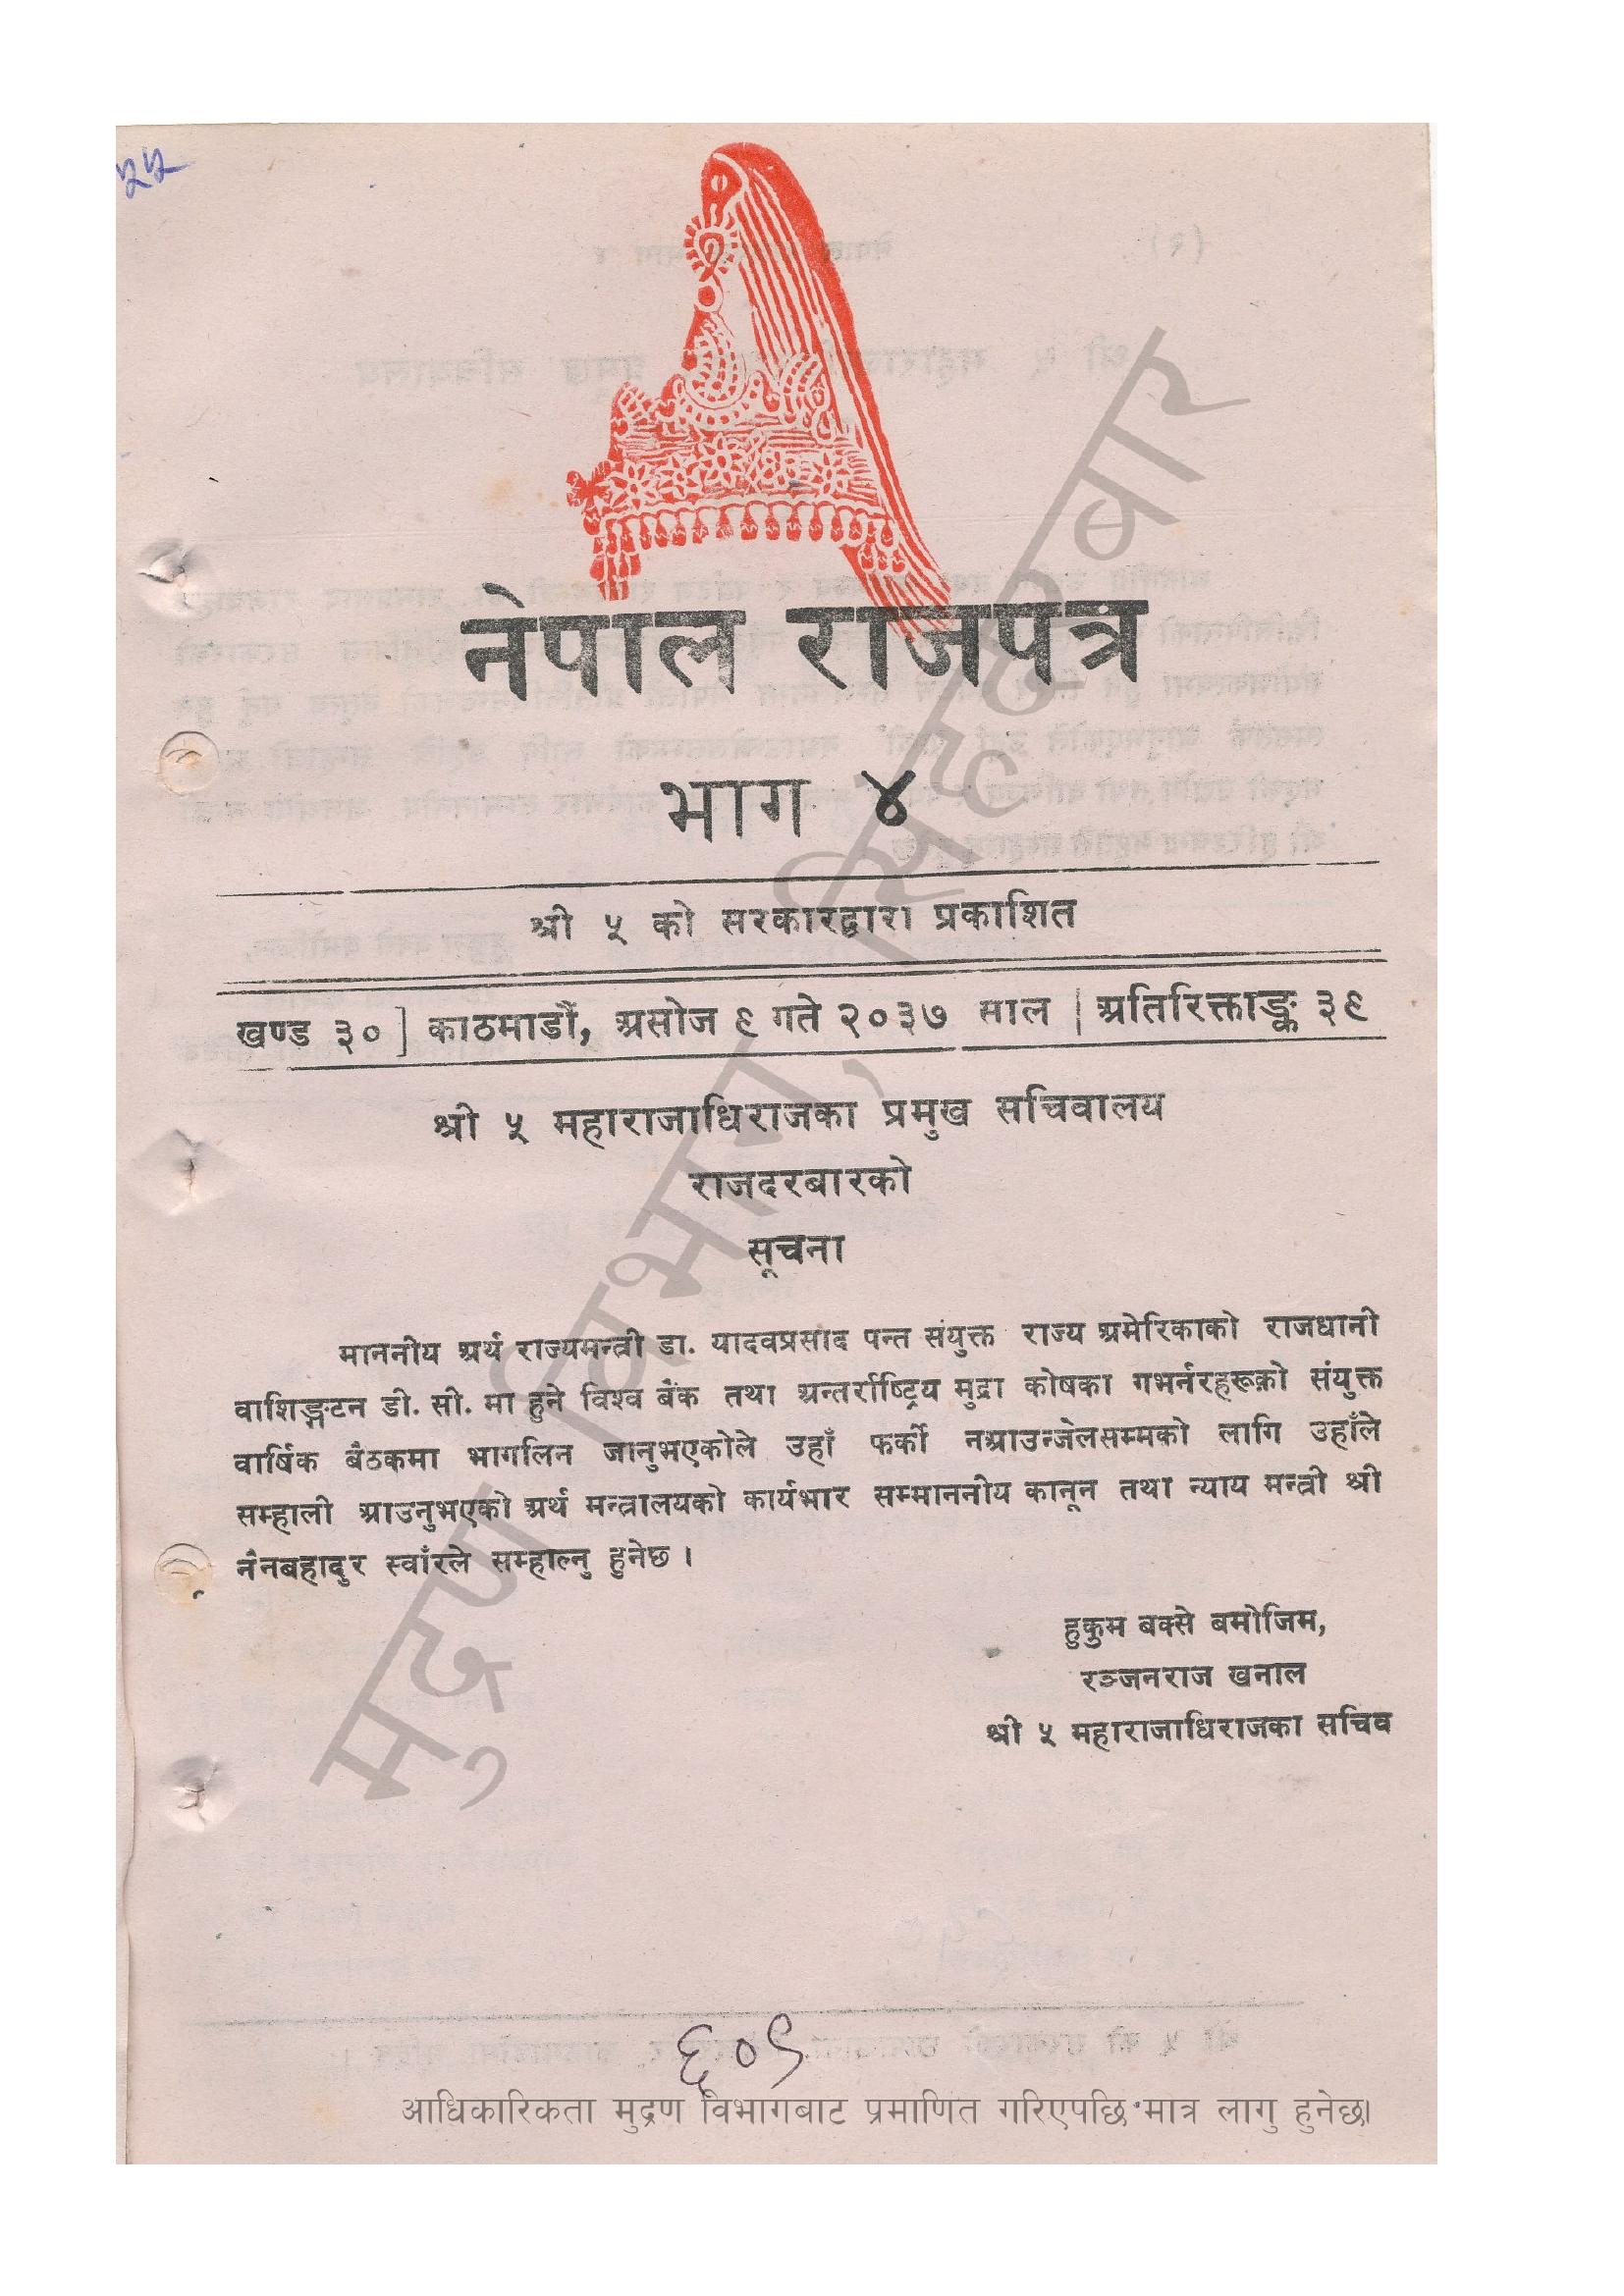 २५
नेपाल राजपत्र
भाग ४
श्री ५ को सरकारद्वारा प्रकाशित
खण्ड ३०] काठमाडौं, असोज ९ गते २०३७ साल | अतिरिक्ताङ्क ३९
श्री ५ महाराजाधिराजका प्रमुख सचिवालय
राजदरबारको
सूचना
माननीय अर्थ राज्यमन्त्री डा. यादवप्रसाद पन्त संयुक्त राज्य अमेरिकाको राजधानी
वाशिङ्गटन डी. सी. मा हुने विश्व बैंक तथा अन्तर्राष्ट्रिय मुद्रा कोषका गभर्नरहरूको संयुक्त
वार्षिक बैठकमा भागलिन जानुभएकोले उहाँ फर्की नआउन्जेलसम्मको लागि उहाँले
सम्हाली आउनुभएको अर्थ मन्त्रालयको कार्यभार सम्माननीय कानून तथा न्याय मन्त्री श्री
नैनबहादुर स्वाँरले सम्हाल्नु हुनेछ ।
हुकुम बक्से बमोजिम,
रञ्जनराज खनाल
श्री ५ महाराजाधिराजका सचिव
मुद्रण विभाग, सिंहदरबार
६०९
आधिकारिकता मुद्रण विभागबाट प्रमाणित गरिएपछि मात्र लागु हुनेछ।